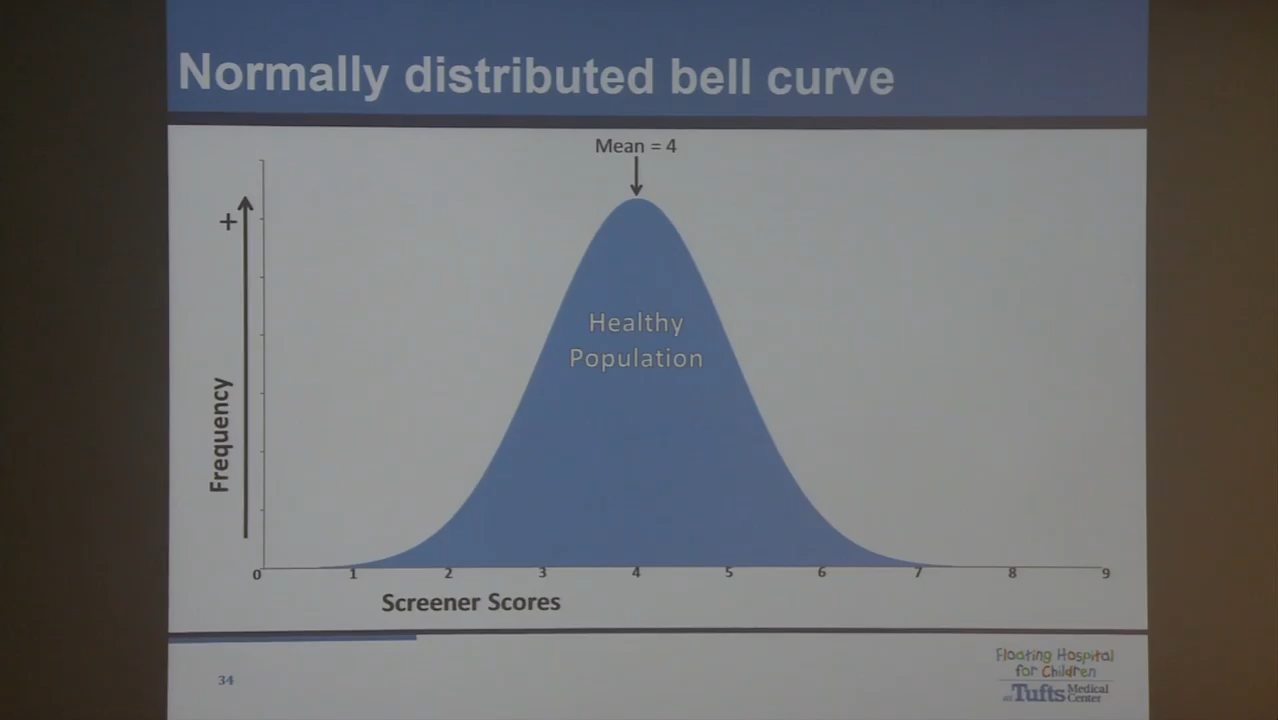 Normally distributed bell curve
Mean = 4
+
Healthy
Population
Frequency
0 1 2 3 4 5 6 7 8 9
Screener Scores
34
Floating Hospital
for Children
at Tufts Medical
Center